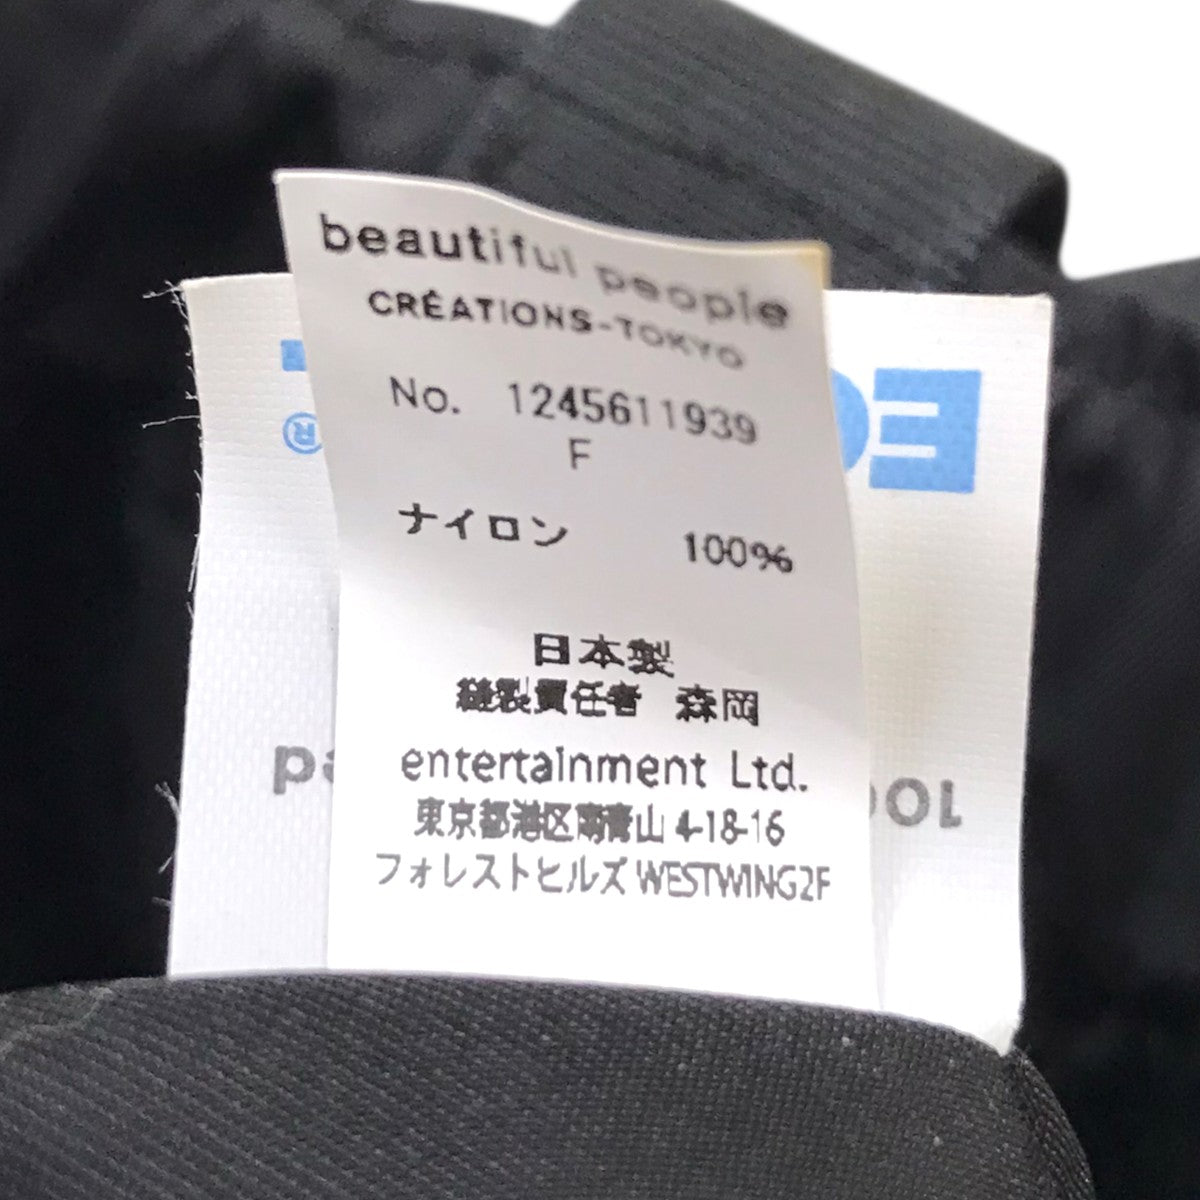 beautiful people
CRÉATIONS-TOKYO
No. 1245611939
F
ナイロン 100%
日本製
縫製責任者 森岡
entertainment Ltd.
東京都港区南青山 4-18-16
フォレストヒルズ WESTWING2F
®